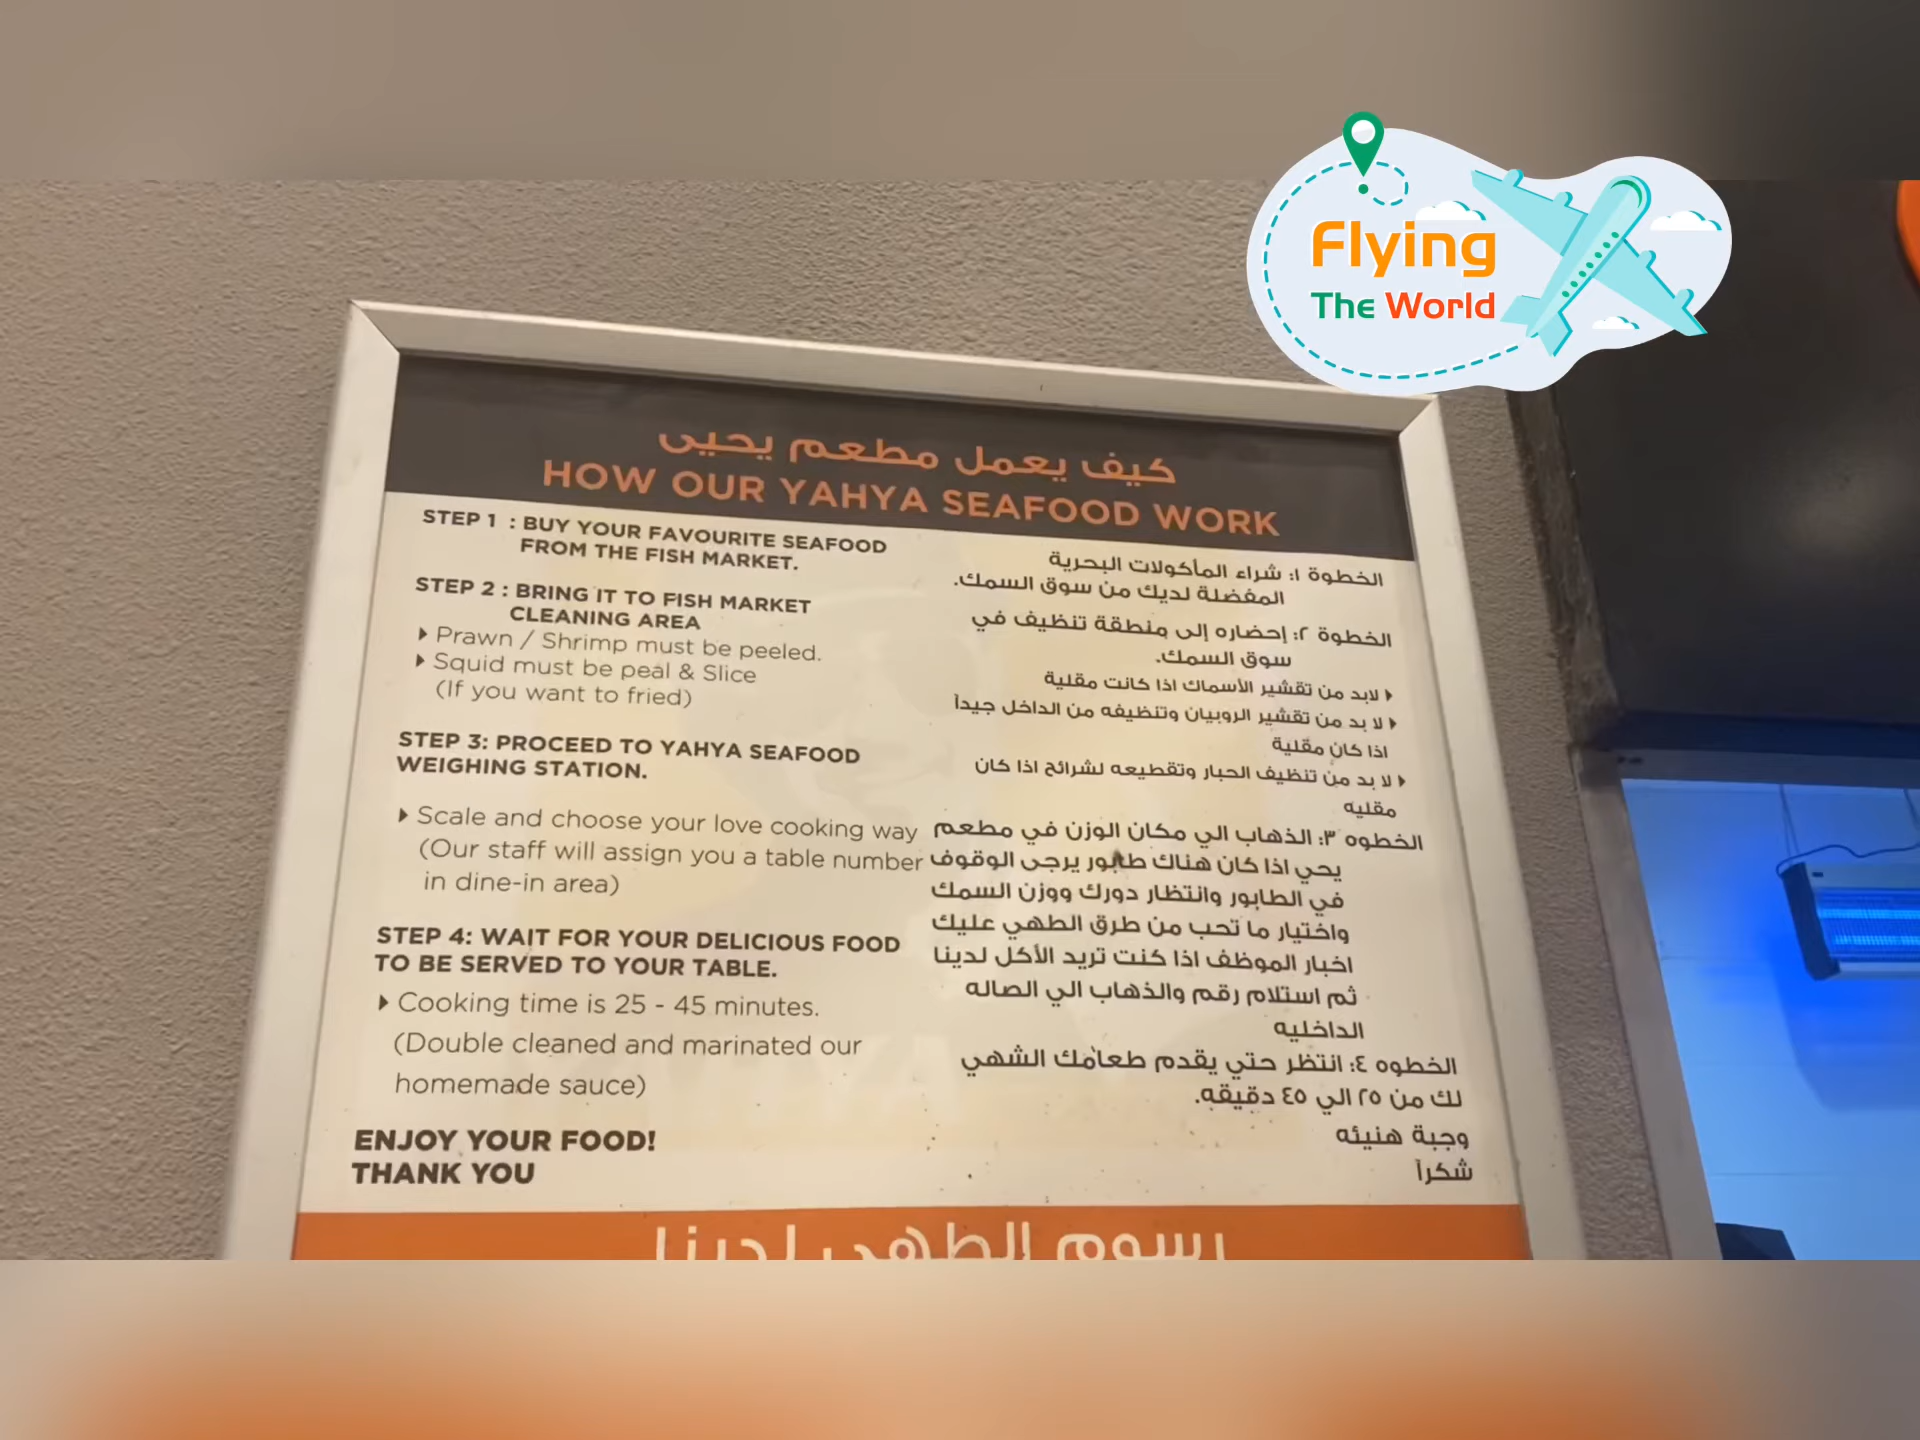 Flying
The World
كيف يعمل مطعم يحيى
HOW OUR YAHYA SEAFOOD WORK
STEP 1 : BUY YOUR FAVOURITE SEAFOOD
FROM THE FISH MARKET.
STEP 2 : BRING IT TO FISH MARKET
CLEANING AREA
Prawn / Shrimp must be peeled.
Squid must be peal & Slice
(If you want to fried)
STEP 3: PROCEED TO YAHYA SEAFOOD
WEIGHING STATION.
Scale and choose your love cooking way
(Our staff will assign you a table number
in dine-in area)
STEP 4: WAIT FOR YOUR DELICIOUS FOOD
TO BE SERVED TO YOUR TABLE.
Cooking time is 25 - 45 minutes.
(Double cleaned and marinated our
homemade sauce)
ENJOY YOUR FOOD!
THANK YOU
الخطوة ١: شراء المأكولات البحرية
المفضلة لديك من سوق السمك.
الخطوة ٢: إحضاره إلى منطقة تنظيف في
سوق السمك.
لابد من تقشير الأسماك اذا كانت مقلية
لا بد من تقشير الروبيان وتنظيفه من الداخل جيداً
اذا كان مقلية
لا بد من تنظيف الحبار وتقطيعه لشرائح اذا كان
مقليه
الخطوه ٣: الذهاب الي مكان الوزن في مطعم
يحي اذا كان هناك طابور يرجى الوقوف
في الطابور وانتظار دورك ووزن السمك
واختيار ما تحب من طرق الطهي عليك
اخبار الموظف اذا كنت تريد الأكل لدينا
ثم استلام رقم والذهاب الي الصاله
الداخليه
الخطوه ٤: انتظر حتي يقدم طعامك الشهي
لك من ٢٥ الي ٤٥ دقيقه.
وجبة هنيئه
شكراً
رسوم الطهي لدينا